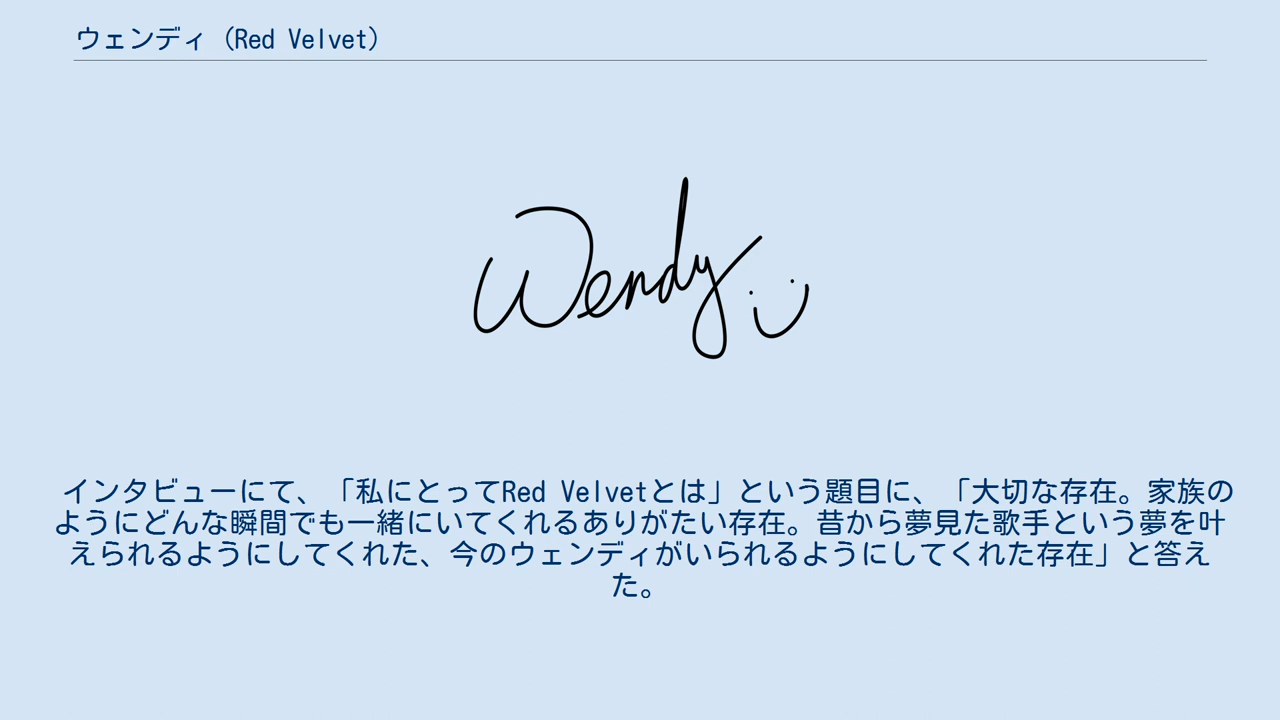 ウェンディ（Red Velvet）
Wendy
インタビューにて、「私にとってRed Velvetとは」という題目に、「大切な存在。家族の
ようにどんな瞬間でも一緒にいてくれるありがたい存在。昔から夢見た歌手という夢を叶
えられるようにしてくれた、今のウェンディがいられるようにしてくれた存在」と答え
た。